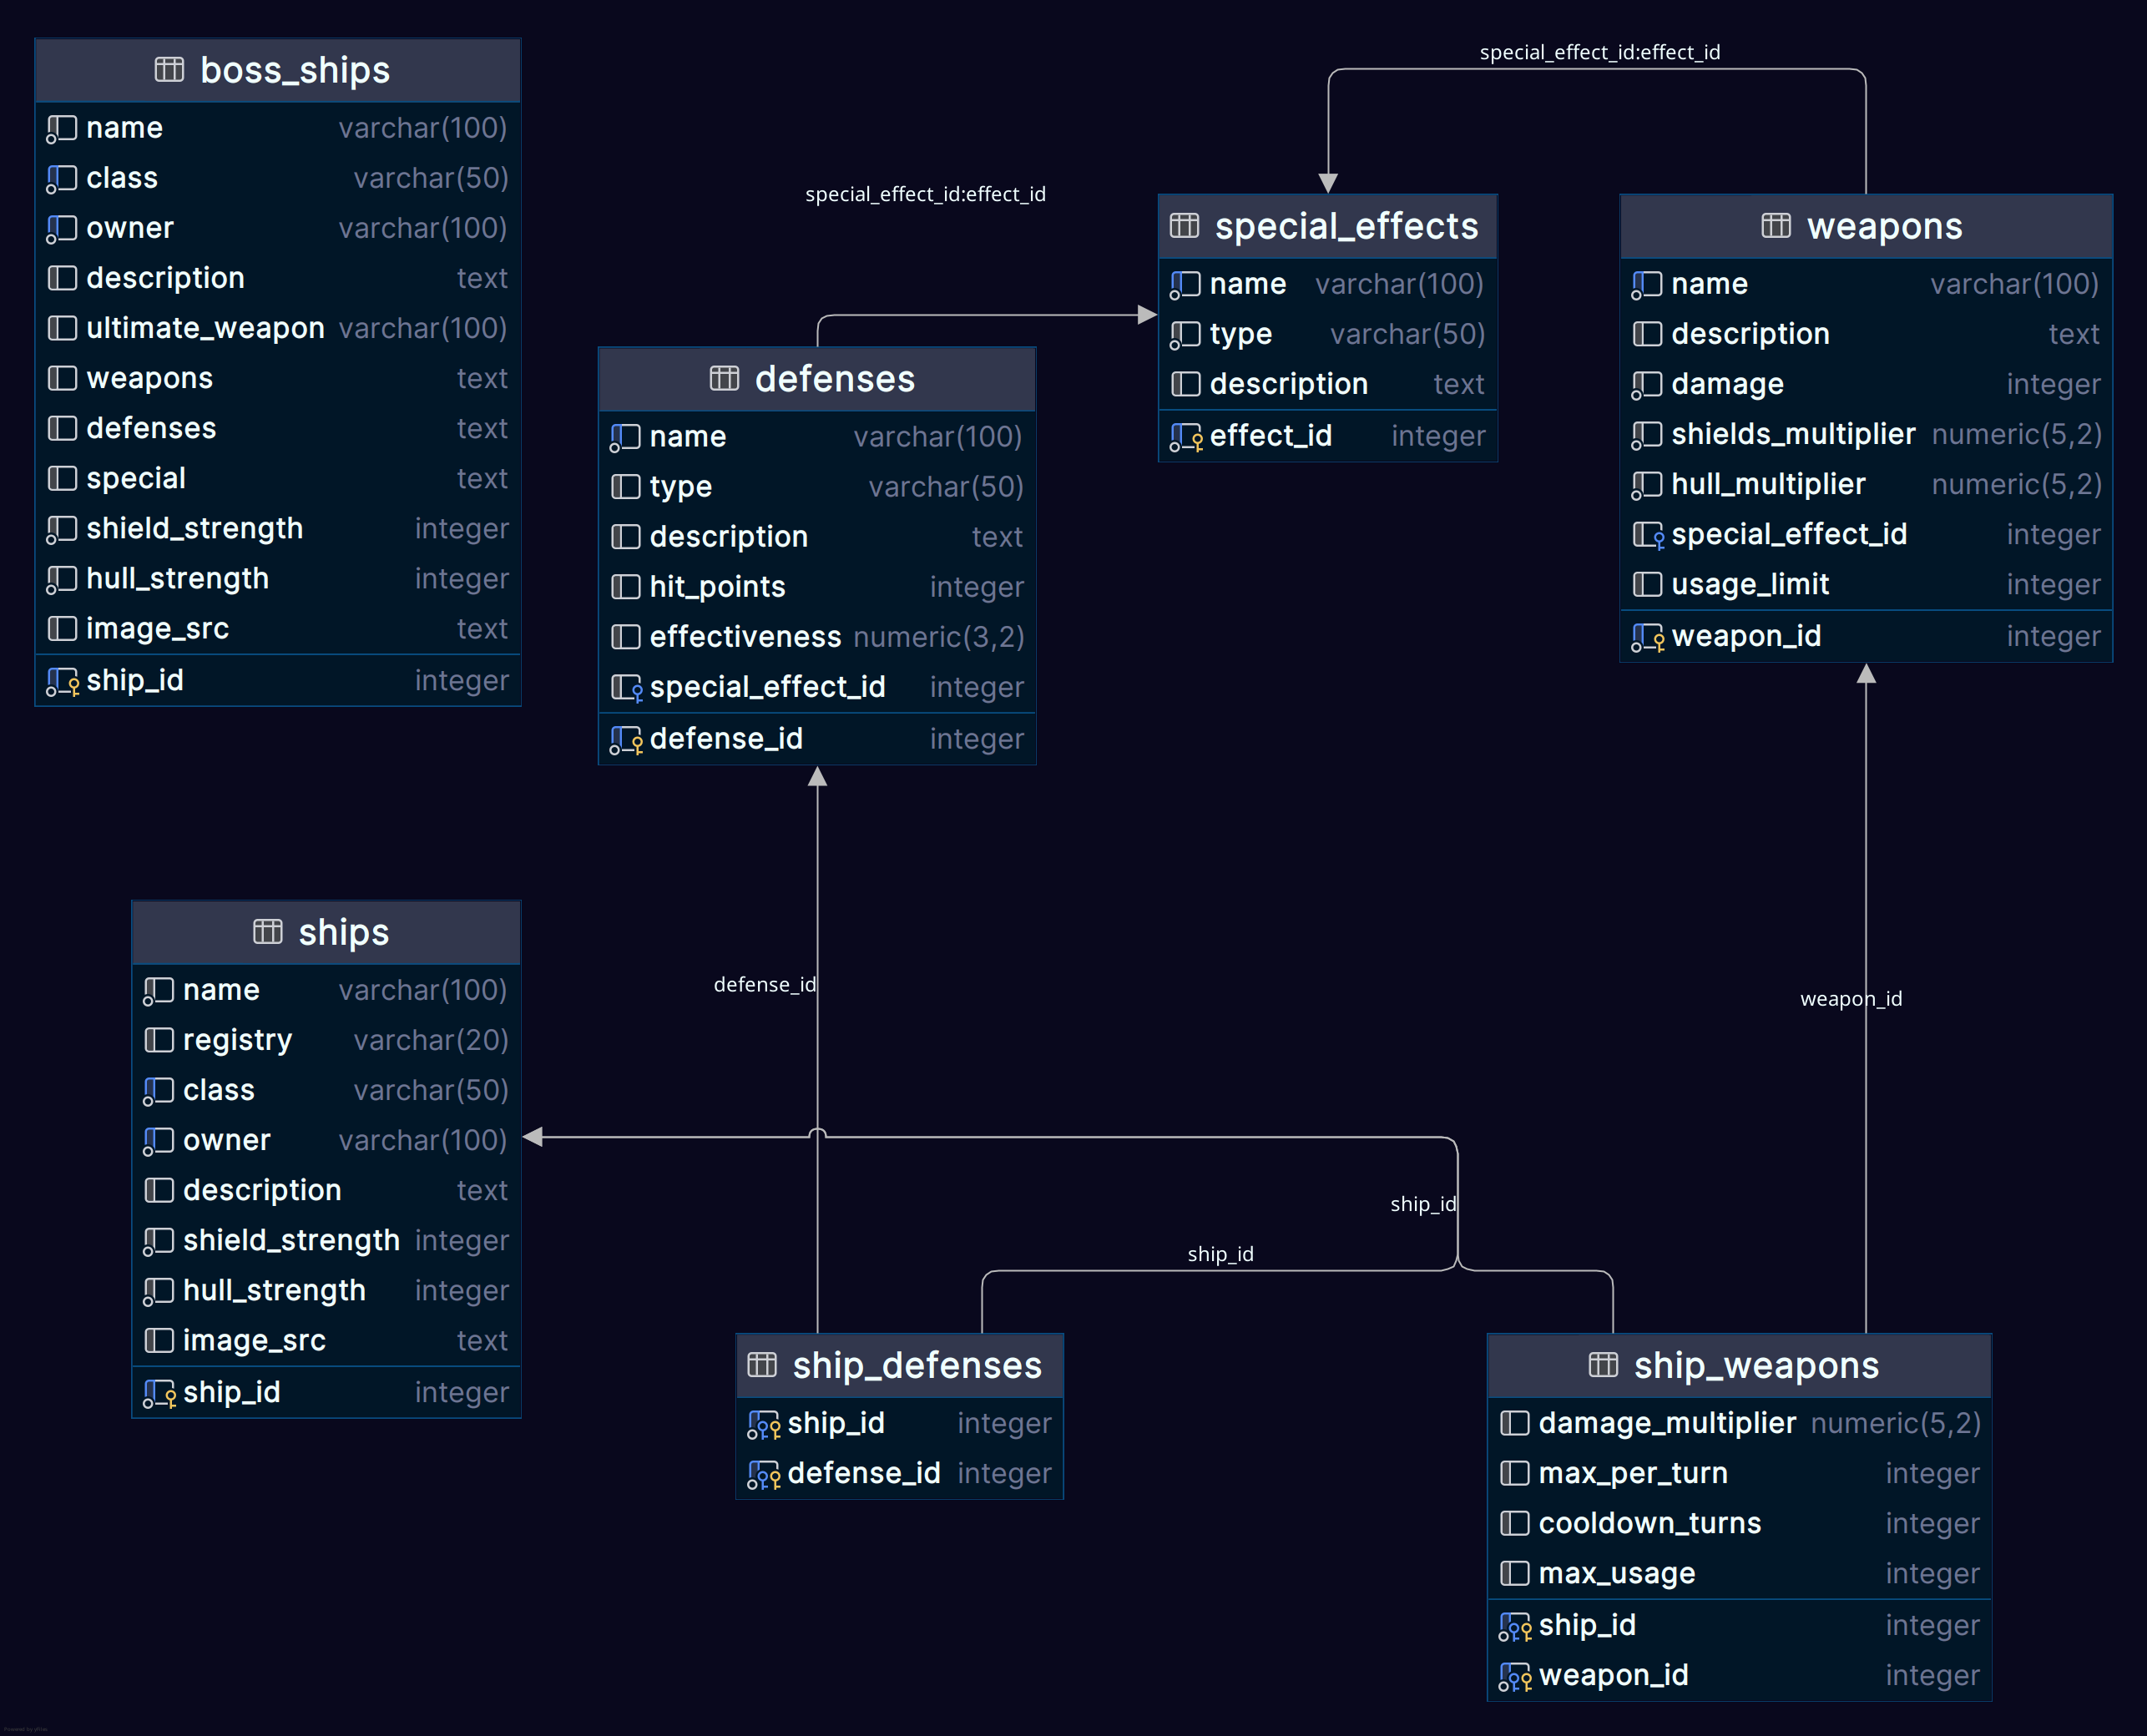 boss_ships
name varchar(100)
class varchar(50)
owner varchar(100)
description text
ultimate_weapon varchar(100)
weapons text
defenses text
special text
shield_strength integer
hull_strength integer
image_src text
ship_id integer
special_effect_id:effect_id
special_effect_id:effect_id
special_effects
name varchar(100)
type varchar(50)
description text
effect_id integer
weapons
name varchar(100)
description text
damage integer
shields_multiplier numeric(5,2)
hull_multiplier numeric(5,2)
special_effect_id integer
usage_limit integer
weapon_id integer
defenses
name varchar(100)
type varchar(50)
description text
hit_points integer
effectiveness numeric(3,2)
special_effect_id integer
defense_id integer
ships
name varchar(100)
registry varchar(20)
class varchar(50)
owner varchar(100)
description text
shield_strength integer
hull_strength integer
image_src text
ship_id integer
defense_id
weapon_id
ship_id
ship_id
ship_defenses
ship_id integer
defense_id integer
ship_weapons
damage_multiplier numeric(5,2)
max_per_turn integer
cooldown_turns integer
max_usage integer
ship_id integer
weapon_id integer